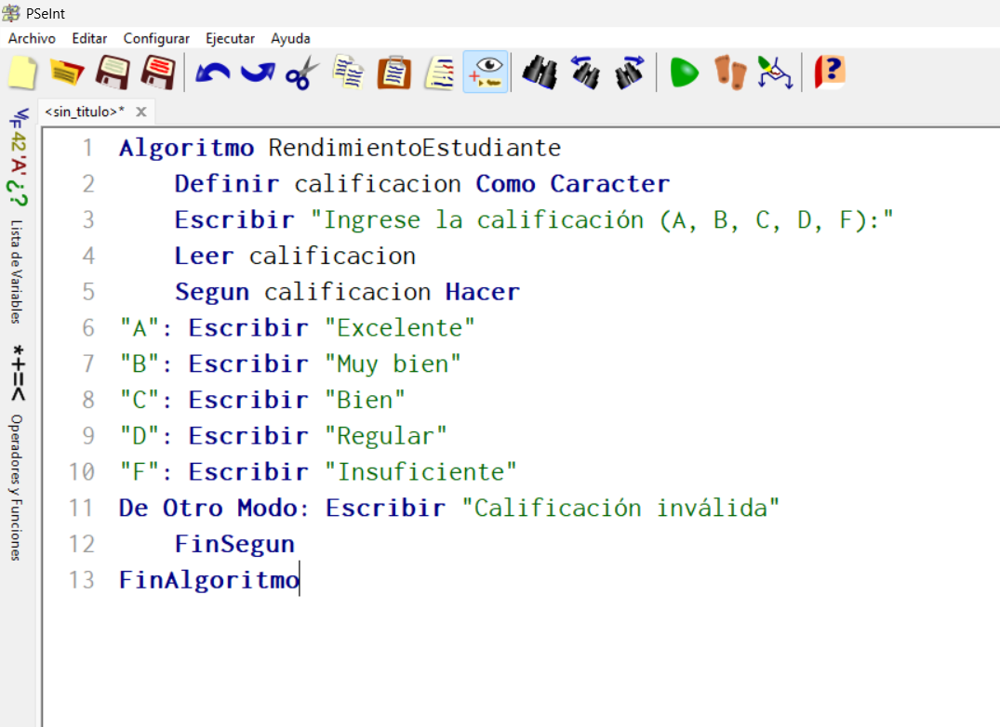 PSeInt
Archivo Editar Configurar Ejecutar Ayuda
<sin_titulo>* x
1 Algoritmo RendimientoEstudiante
2 Definir calificacion Como Caracter
3 Escribir "Ingrese la calificación (A, B, C, D, F):"
4 Leer calificacion
5 Segun calificacion Hacer
6 "A": Escribir "Excelente"
7 "B": Escribir "Muy bien"
8 "C": Escribir "Bien"
9 "D": Escribir "Regular"
10 "F": Escribir "Insuficiente"
11 De Otro Modo: Escribir "Calificación inválida"
12 FinSegun
13 FinAlgoritmo
V/F 42 'A' ¿? Lista de Variables
*+=< Operadores y Funciones